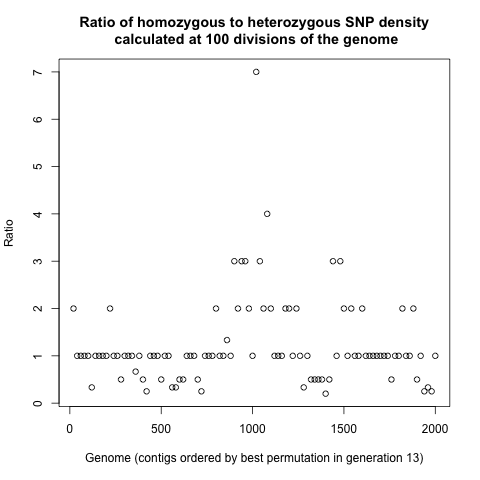 Ratio of homozygous to heterozygous SNP density
calculated at 100 divisions of the genome
7
6
5
4
3
2
1
0
Ratio
0 500 1000 1500 2000
Genome (contigs ordered by best permutation in generation 13)